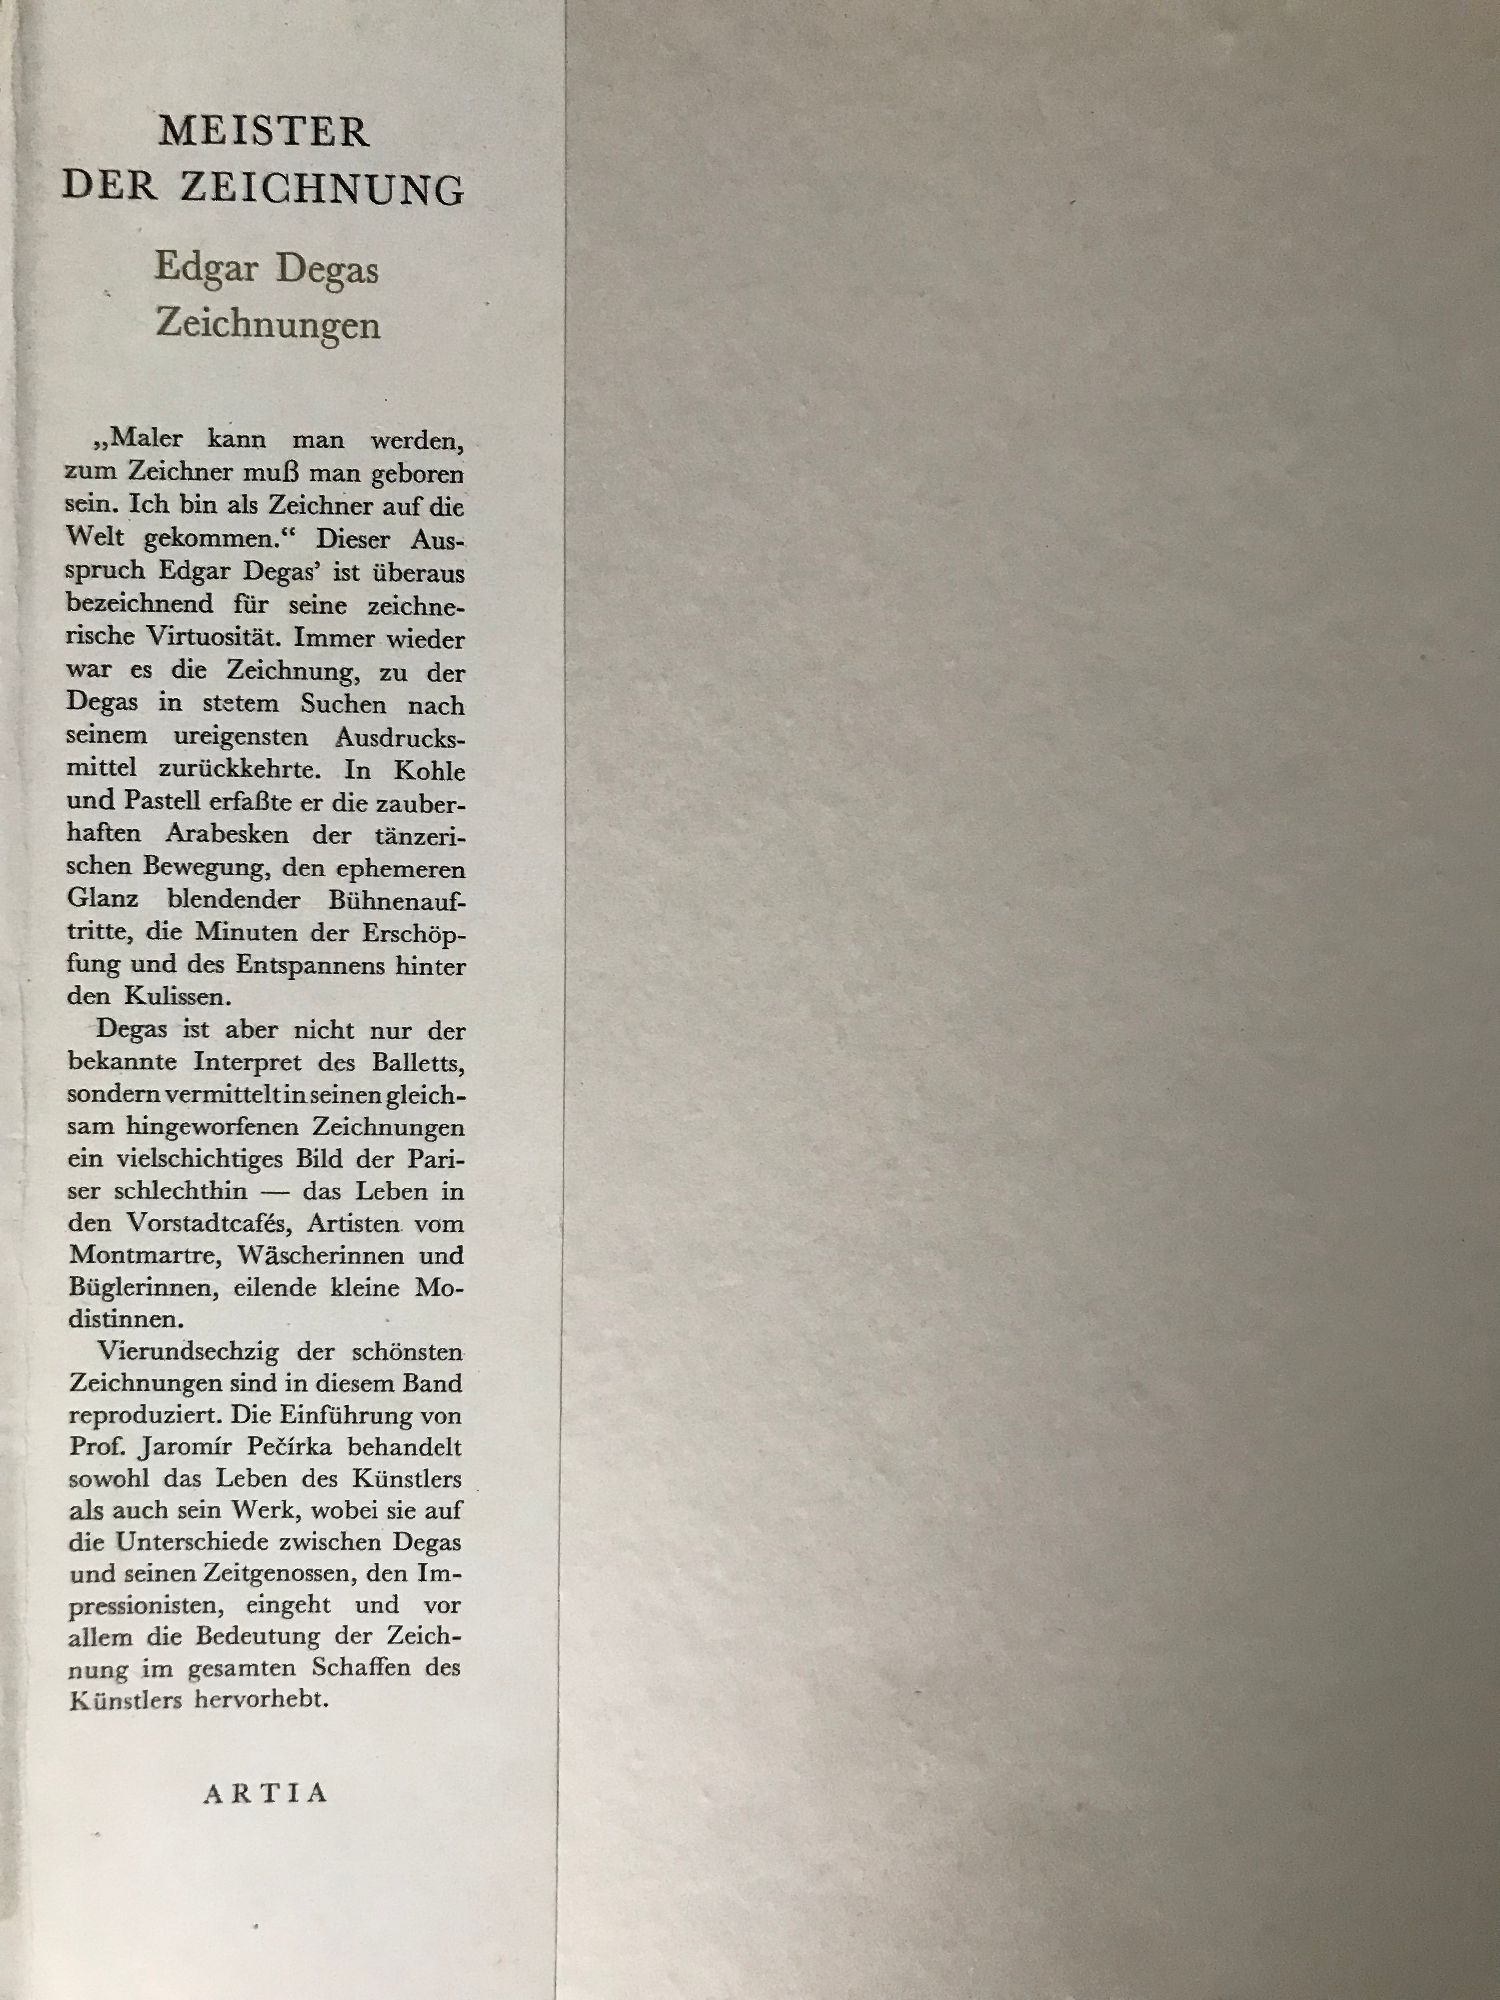 MEISTER
DER ZEICHNUNG
Edgar Degas
Zeichnungen
„Maler kann man werden,
zum Zeichner muß man geboren
sein. Ich bin als Zeichner auf die
Welt gekommen.“ Dieser Aus-
spruch Edgar Degas’ ist überaus
bezeichnend für seine zeichne-
rische Virtuosität. Immer wieder
war es die Zeichnung, zu der
Degas in stetem Suchen nach
seinem ureigensten Ausdrucks-
mittel zurückkehrte. In Kohle
und Pastell erfaßte er die zauber-
haften Arabesken der tänzeri-
schen Bewegung, den ephemeren
Glanz blendender Bühnenauf-
tritte, die Minuten der Erschöp-
fung und des Entspannens hinter
den Kulissen.
Degas ist aber nicht nur der
bekannte Interpret des Balletts,
sondern vermittelt in seinen gleich-
sam hingeworfenen Zeichnungen
ein vielschichtiges Bild der Pari-
ser schlechthin — das Leben in
den Vorstadtcafés, Artisten vom
Montmartre, Wäscherinnen und
Büglerinnen, eilende kleine Mo-
distinnen.
Vierundsechzig der schönsten
Zeichnungen sind in diesem Band
reproduziert. Die Einführung von
Prof. Jaromír Pečírka behandelt
sowohl das Leben des Künstlers
als auch sein Werk, wobei sie auf
die Unterschiede zwischen Degas
und seinen Zeitgenossen, den Im-
pressionisten, eingeht und vor
allem die Bedeutung der Zeich-
nung im gesamten Schaffen des
Künstlers hervorhebt.
ARTIA